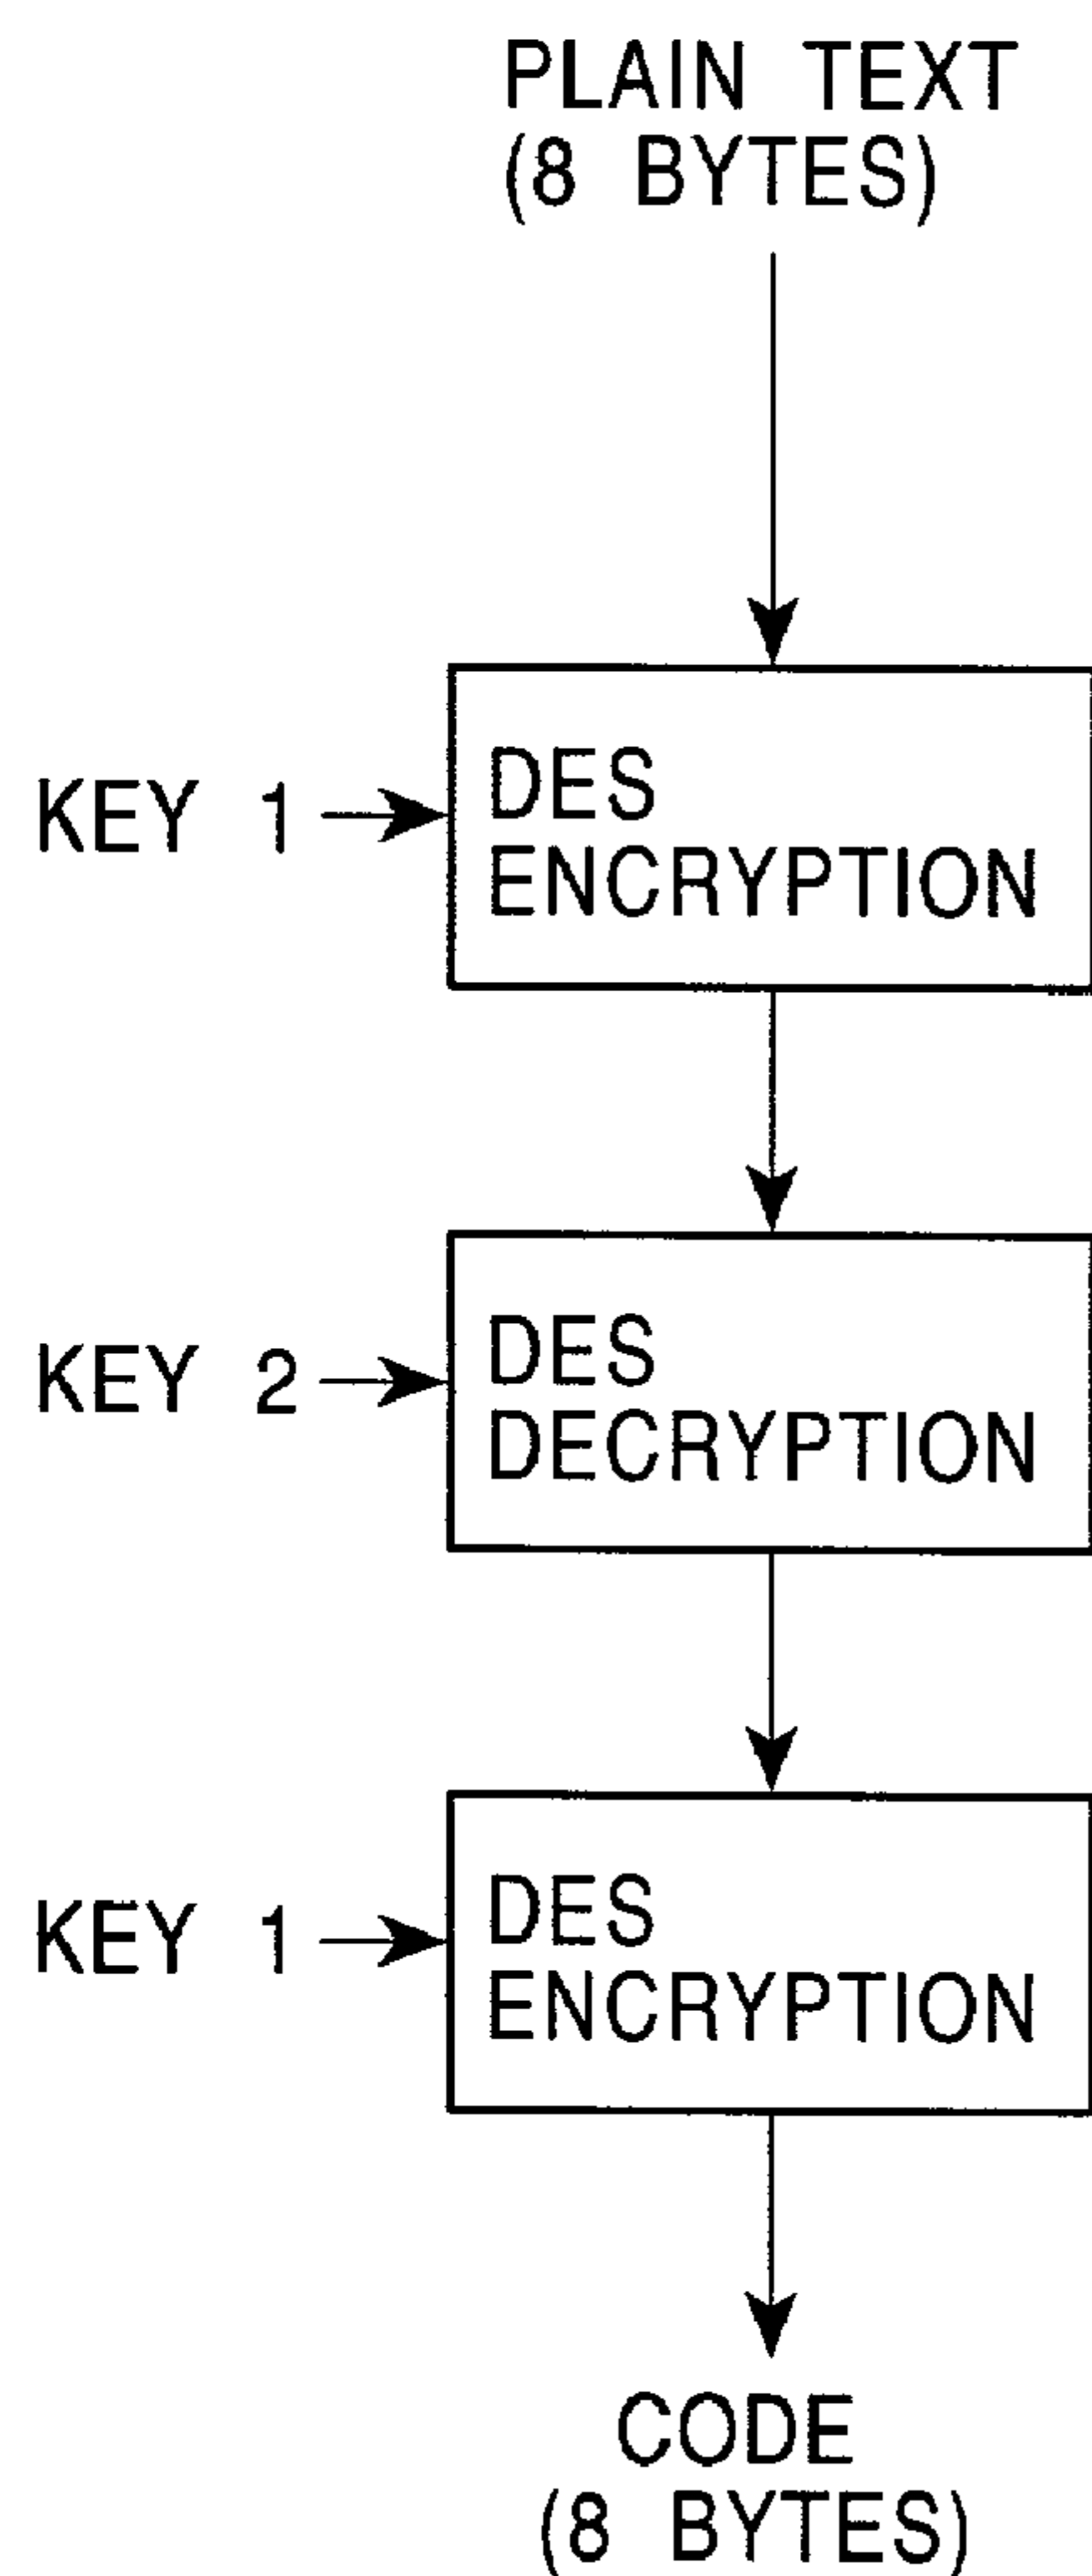 PLAIN TEXT
(8 BYTES)
KEY 1
DES
ENCRYPTION
KEY 2
DES
DECRYPTION
KEY 1
DES
ENCRYPTION
CODE
(8 BYTES)